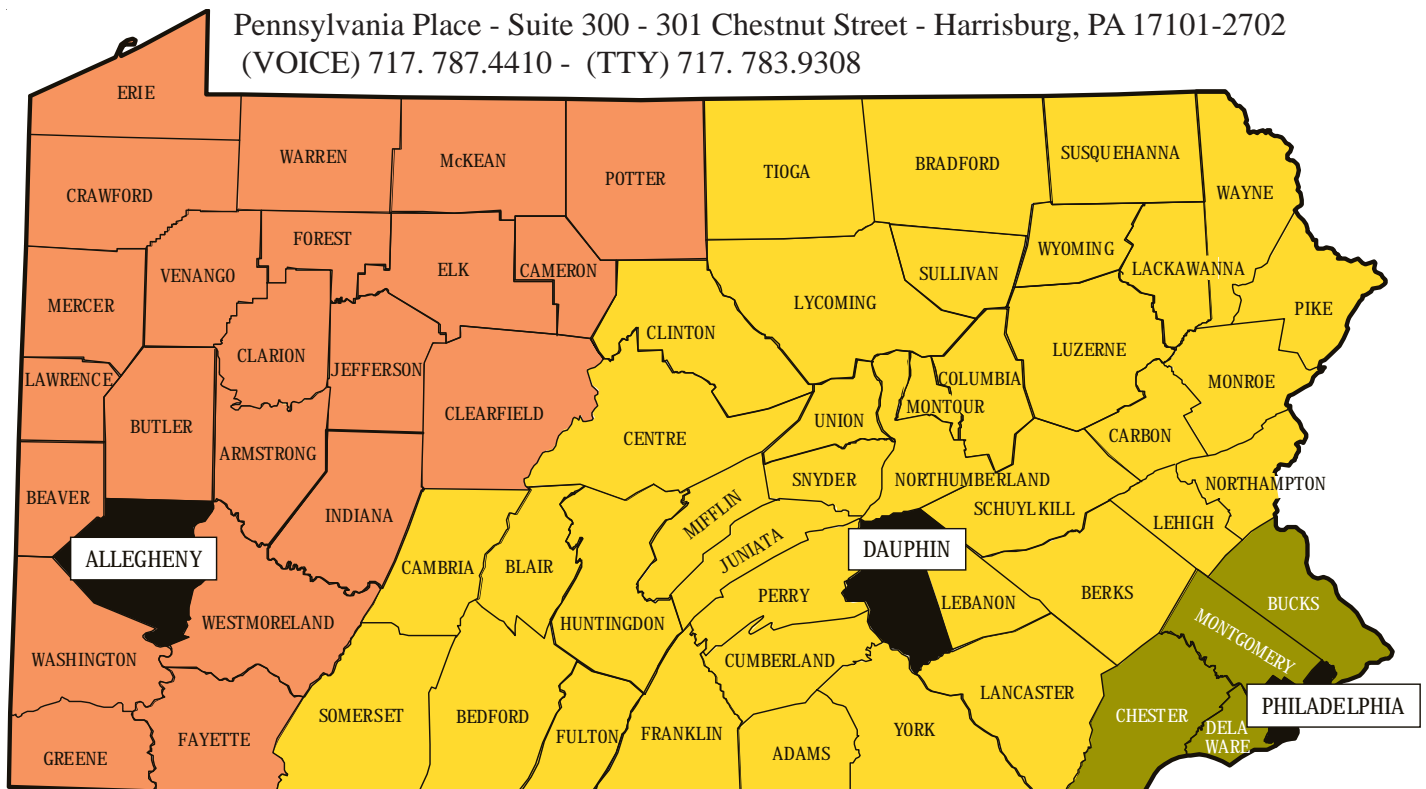 Pennsylvania Place - Suite 300 - 301 Chestnut Street - Harrisburg, PA 17101-2702
(VOICE) 717. 787.4410 - (TTY) 717. 783.9308
ERIE
WARREN
McKEAN
POTTER
TIOGA
BRADFORD
SUSQUEHANNA
WAYNE
CRAWFORD
FOREST
VENANGO
ELK
CAMERON
SULLIVAN
WYOMING
LACKAWANNA
MERCER
LYCOMING
PIKE
CLINTON
CLARION
JEFFERSON
LUZERNE
LAWRENCE
COLUMBIA
MONROE
BUTLER
CLEARFIELD
MONTOUR
UNION
CENTRE
CARBON
ARMSTRONG
BEAVER
SNYDER
NORTHUMBERLAND
NORTHAMPTON
INDIANA
MIFFLIN
SCHUYLKILL
LEHIGH
ALLEGHENY
JUNIATA
DAUPHIN
CAMBRIA
BLAIR
PERRY
LEBANON
BERKS
BUCKS
WESTMORELAND
HUNTINGDON
MONTGOMERY
WASHINGTON
CUMBERLAND
LANCASTER
PHILADELPHIA
SOMERSET
BEDFORD
CHESTER
FAYETTE
FULTON
FRANKLIN
YORK
DELA
WARE
GREENE
ADAMS